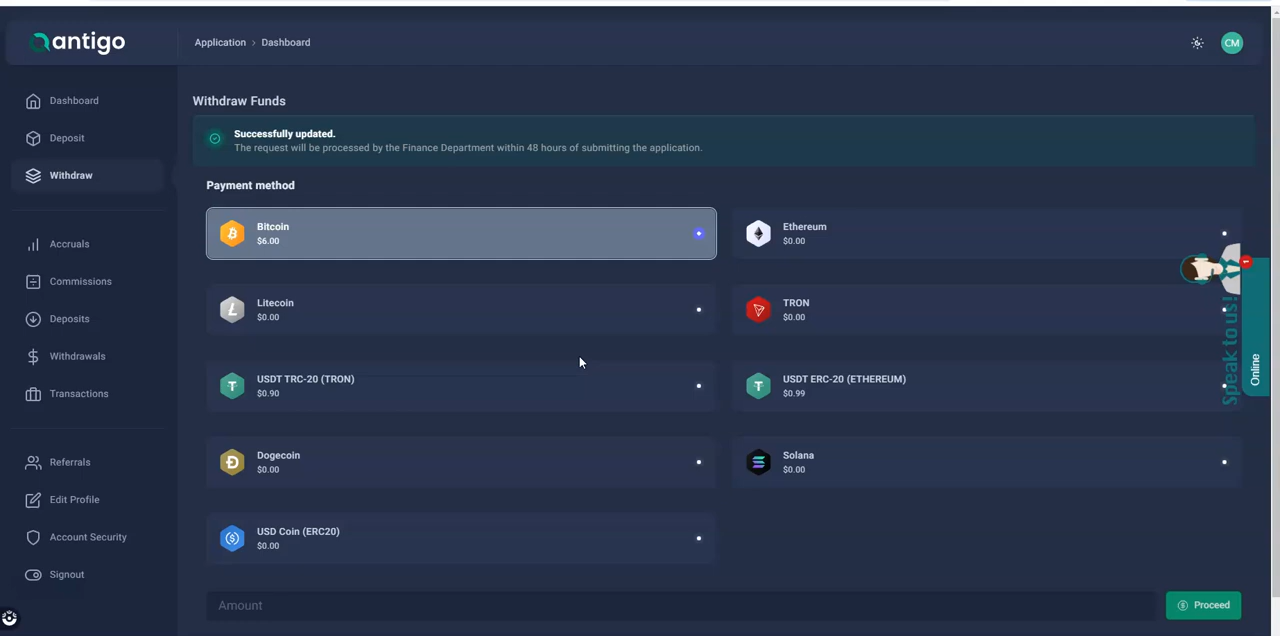 antigo
Application > Dashboard
CM
Dashboard
Deposit
Withdraw
Accruals
Commissions
Deposits
Withdrawals
Transactions
Referrals
Edit Profile
Account Security
Signout
Withdraw Funds
Successfully updated.
The request will be processed by the Finance Department within 48 hours of submitting the application.
Payment method
Bitcoin
$6.00
Ethereum
$0.00
Litecoin
$0.00
TRON
$0.00
USDT TRC-20 (TRON)
$0.90
USDT ERC-20 (ETHEREUM)
$0.99
Dogecoin
$0.00
Solana
$0.00
USD Coin (ERC20)
$0.00
Amount
Proceed
1
Speak to us!
Online